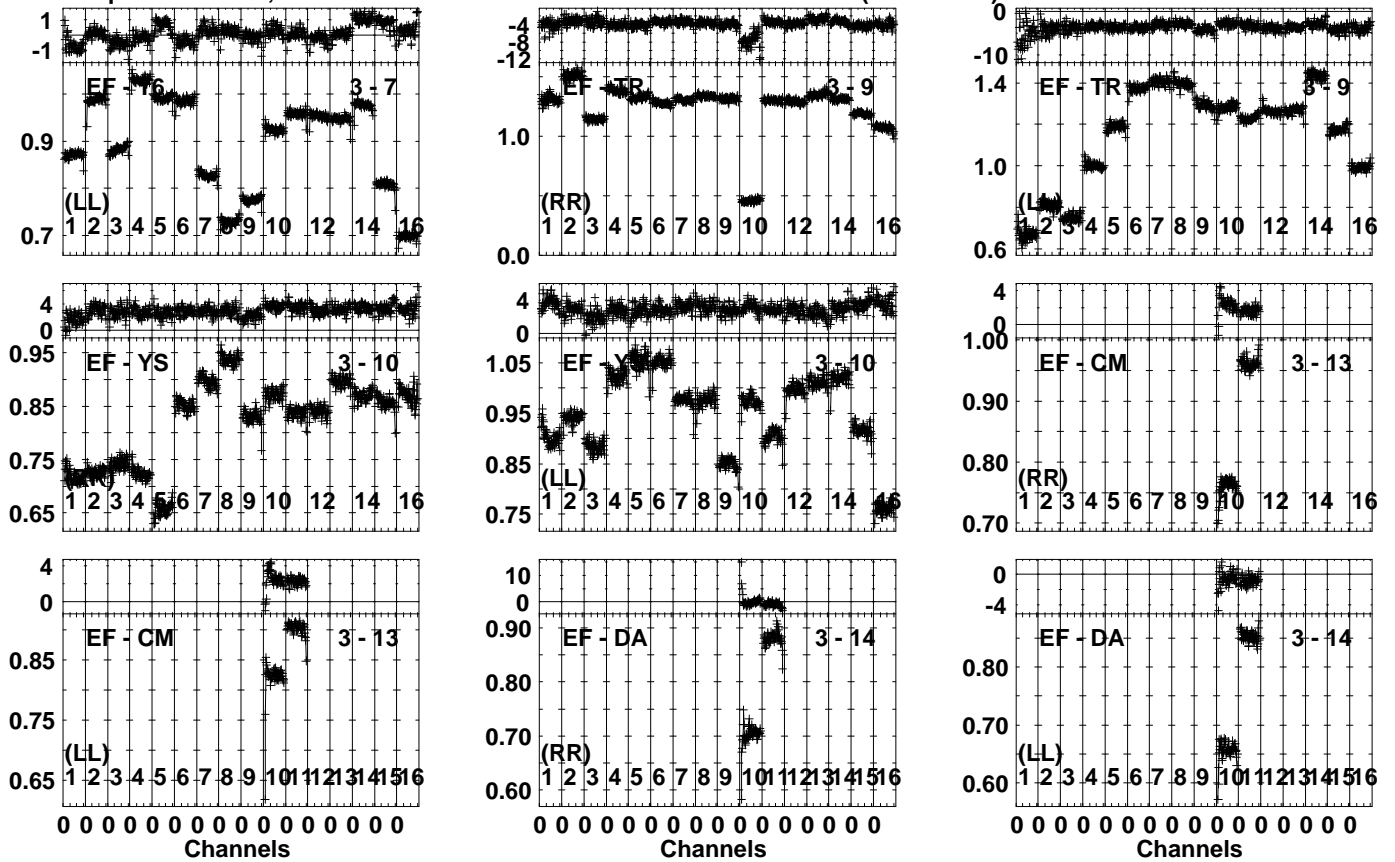 1 -4 0
-1 -8
-12 -10
EF - T6 3 - 7 EF - TR 3 - 9 1.4 EF - TR 3 - 9
0.9 1.0 1.0
(LL) (RR)
1 2 3 4 5 6 7 8 9 10 12 14 16 1 2 3 4 5 6 7 8 9 10 12 14 16 1 2 3 4 5 6 7 8 9 10 12 14 16
0.7 0.0 0.6
4 4 4
0 0 0
0.95 EF - YS 3 - 10 1.05 3 - 10 1.00 EF - CM 3 - 13
0.85 0.95 0.90
0.75 0.85 0.80
(LL) (RR)
1 2 3 4 5 6 7 8 9 10 12 14 16 1 2 3 4 5 6 7 8 9 10 12 14 16 1 2 3 4 5 6 7 8 9 10 12 14 16
0.65 0.75 0.70
4 10 0
0 0 -4
EF - CM 3 - 13 0.90 EF - DA 3 - 14 EF - DA 3 - 14
0.85 0.80 0.80
0.75 0.70 0.70
(LL) (RR) (LL)
1 2 3 4 5 6 7 8 9 10 11 12 13 14 15 16 1 2 3 4 5 6 7 8 9 10 11 12 13 14 15 16 1 2 3 4 5 6 7 8 9 10 11 12 13 14 15 16
0.65 0.60 0.60
0 0 0 0 0 0 0 0 0 0 0 0 0 0 0 0 0 0 0 0 0 0 0 0 0 0 0 0 0 0 0 0 0 0 0 0 0 0 0 0 0 0 0 0 0 0 0 0
Channels Channels Channels